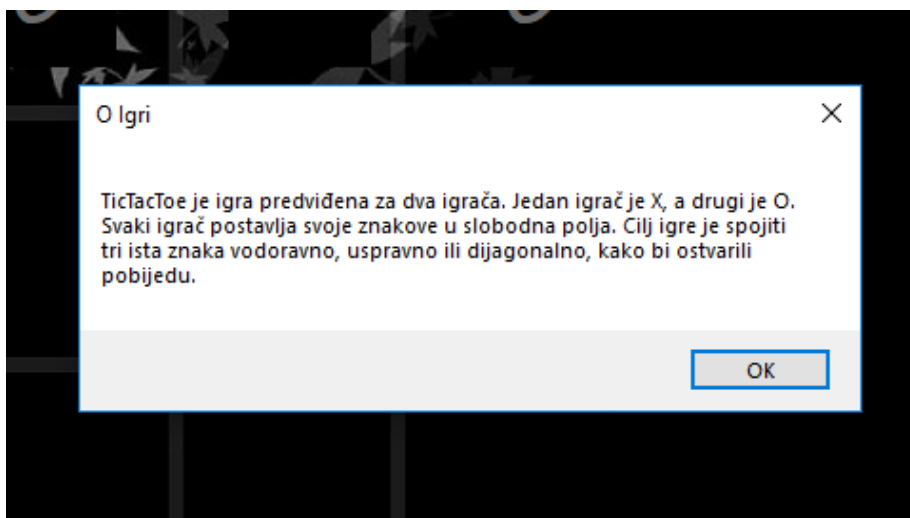 O Igri
TicTacToe je igra predviđena za dva igrača. Jedan igrač je X, a drugi je O.
Svaki igrač postavlja svoje znakove u slobodna polja. Cilj igre je spojiti
tri ista znaka vodoravno, uspravno ili dijagonalno, kako bi ostvarili
pobijedu.
OK